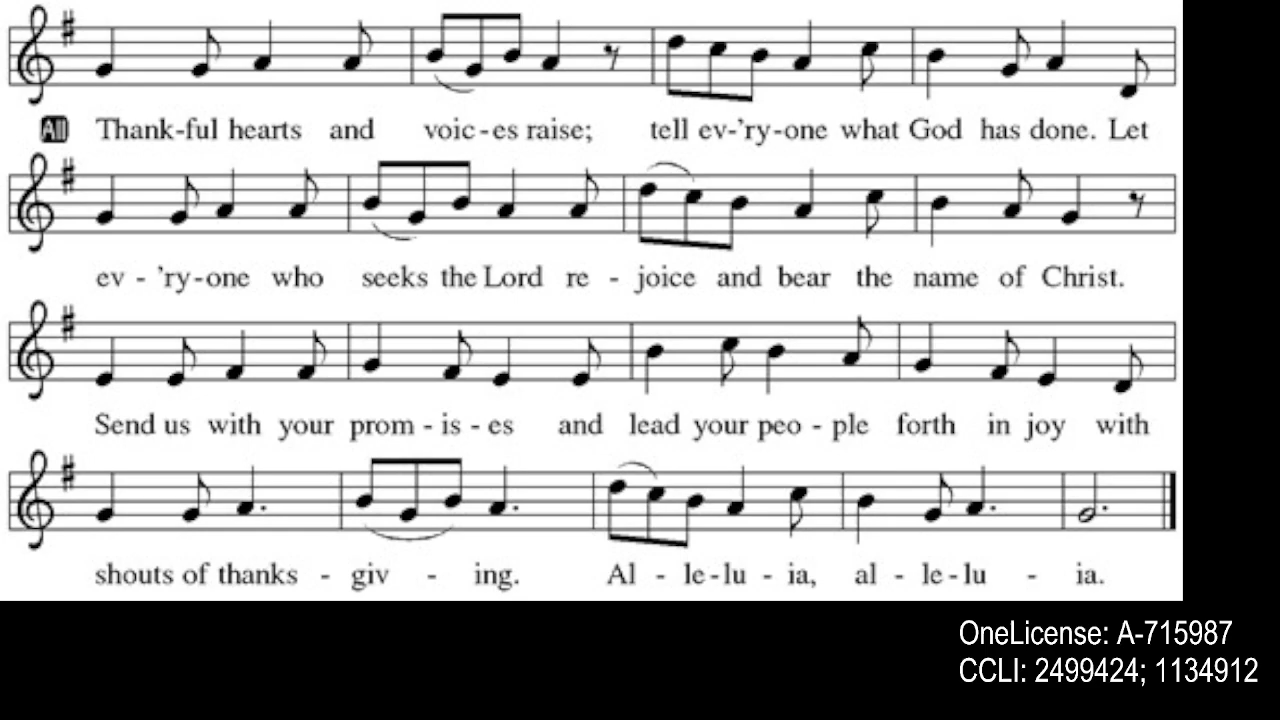 All Thank-ful hearts and voic-es raise; tell ev-'ry-one what God has done. Let
ev - 'ry-one who seeks the Lord re - joice and bear the name of Christ.
Send us with your prom - is - es and lead your peo - ple forth in joy with
shouts of thanks - giv - ing. Al - le-lu - ia, al - le-lu - ia.
OneLicense: A-715987
CCLI: 2499424; 1134912